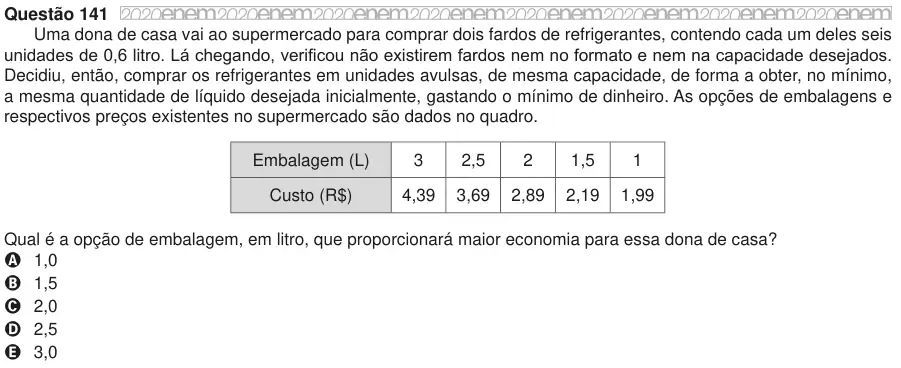 Questão 141 2020enem2020enem2020enem2020enem2020enem2020enem2020enem2020enem
Uma dona de casa vai ao supermercado para comprar dois fardos de refrigerantes, contendo cada um deles seis
unidades de 0,6 litro. Lá chegando, verificou não existirem fardos nem no formato e nem na capacidade desejados.
Decidiu, então, comprar os refrigerantes em unidades avulsas, de mesma capacidade, de forma a obter, no mínimo,
a mesma quantidade de líquido desejada inicialmente, gastando o mínimo de dinheiro. As opções de embalagens e
respectivos preços existentes no supermercado são dados no quadro.
Embalagem (L) 3 2,5 2 1,5 1
Custo (R$) 4,39 3,69 2,89 2,19 1,99
Qual é a opção de embalagem, em litro, que proporcionará maior economia para essa dona de casa?
A 1,0
B 1,5
C 2,0
D 2,5
E 3,0